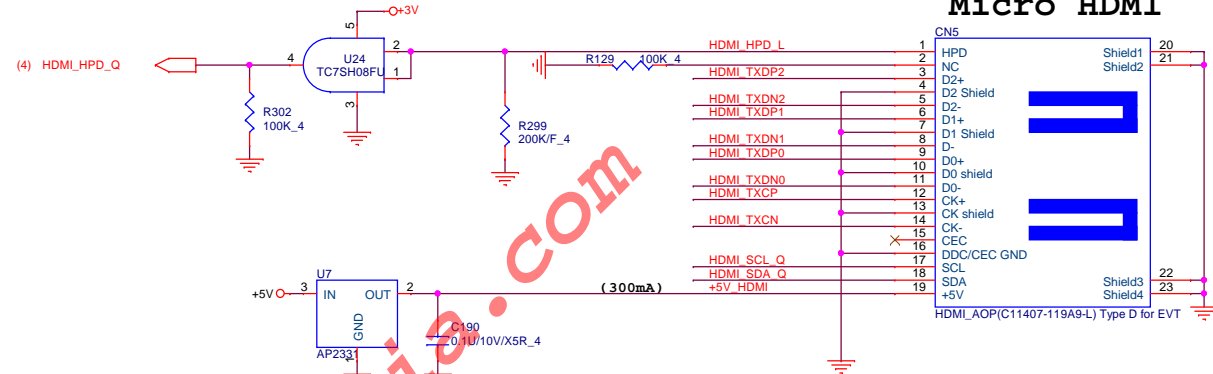 Micro HDMI
+3V
CN5
5
U24
TC7SH08FU
4
2
1
3
(4) HDMI_HPD_Q
R302
100K_4
R299
200K/F_4
R129
100K_4
HDMI_HPD_L
HDMI_TXDP2
HDMI_TXDN2
HDMI_TXDP1
HDMI_TXDN1
HDMI_TXDP0
HDMI_TXDN0
HDMI_TXCP
HDMI_TXCN
HDMI_SCL_Q
HDMI_SDA_Q
+5V_HDMI
(300mA)
1 HPD
2 NC
3 D2+
4 D2 Shield
5 D2-
6 D1+
7 D1 Shield
8 D-
9 D0+
10 D0 shield
11 D0-
12 CK+
13 CK shield
14 CK-
15 CEC
16 DDC/CEC GND
17 SCL
18 SDA
19 +5V
Shield1 20
Shield2 21
Shield3 22
Shield4 23
HDMI_AOP(C11407-119A9-L) Type D for EVT
U7
+5V 3 IN OUT 2
GND
1
AP2331
C190
0.1U/10V/X5R_4
ia.com